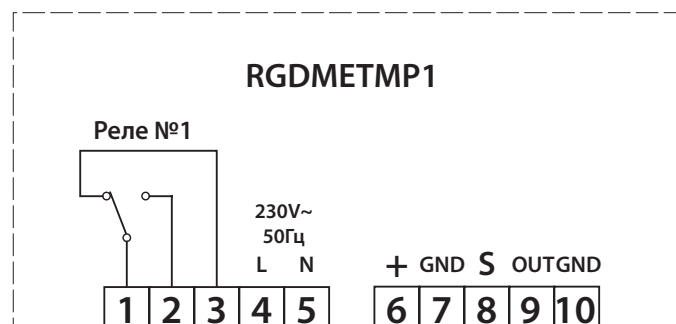 RGDMETMP1
Реле №1
230V~
50Гц
L N
+ GND S OUTGND
1 2 3 4 5 6 7 8 9 10